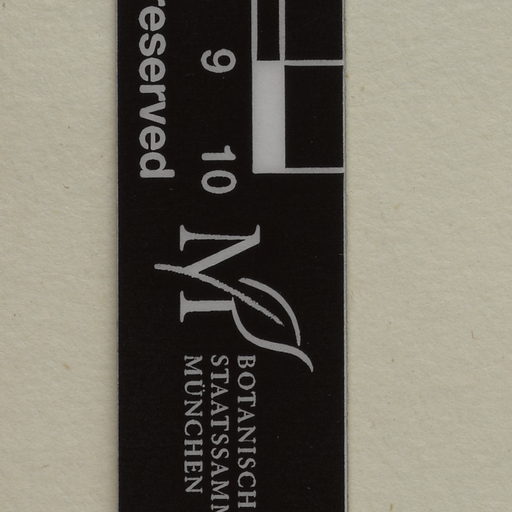 reserved
9 10
M
BOTANISCH
STAATSSAMM
MÜNCHEN